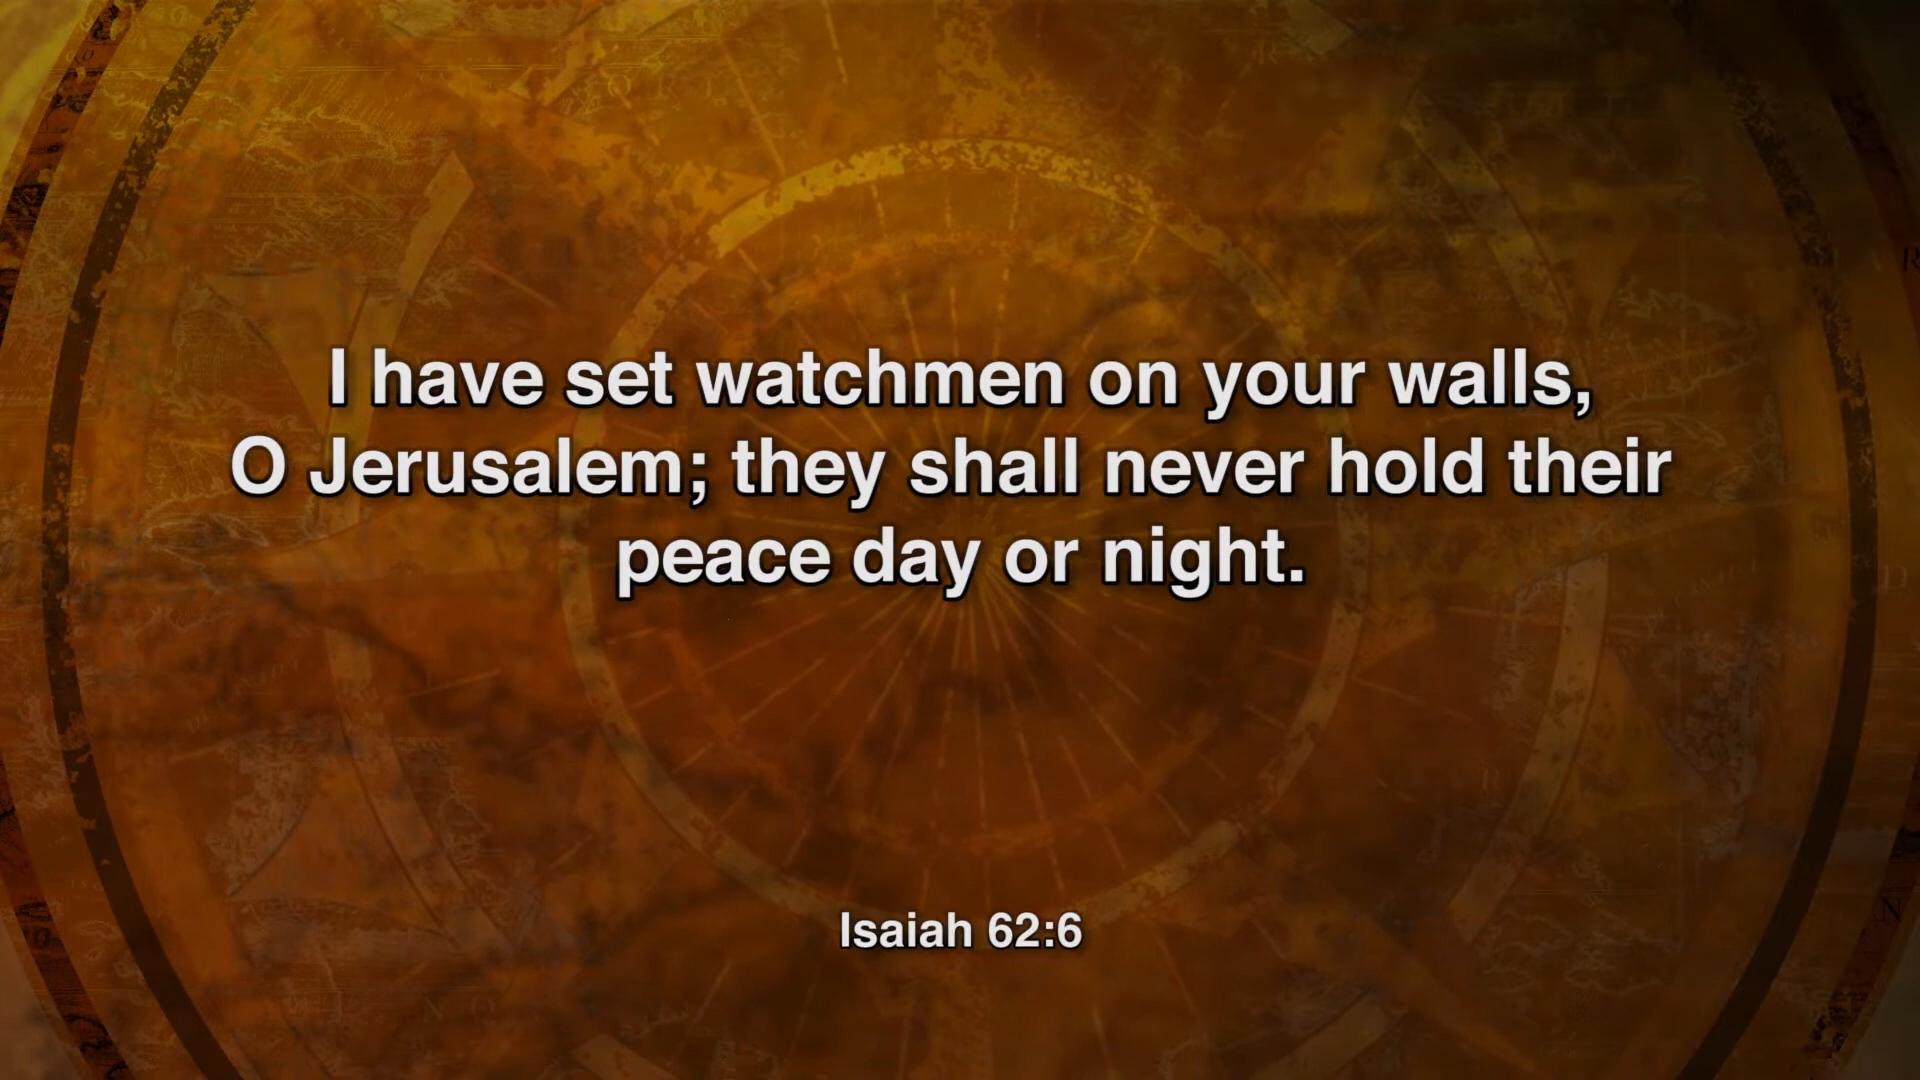 I have set watchmen on your walls,
O Jerusalem; they shall never hold their
peace day or night.
Isaiah 62:6